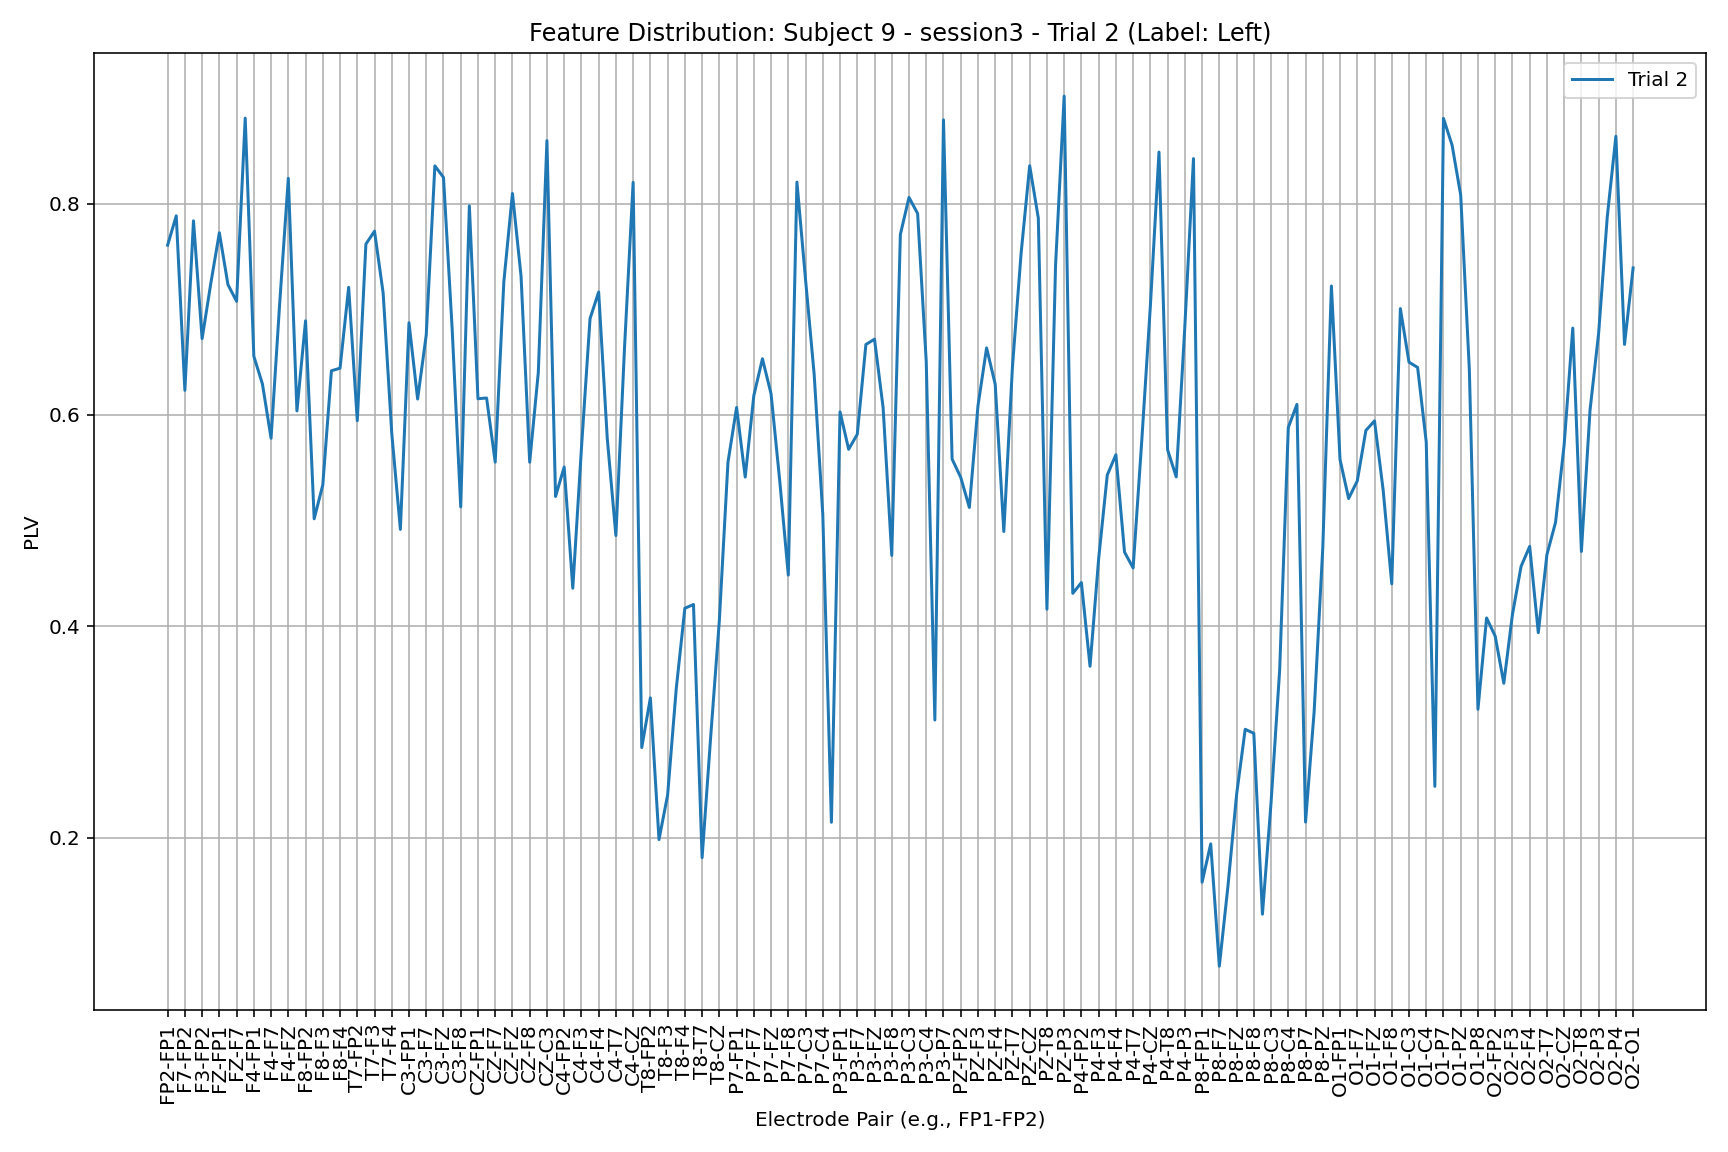 Feature Distribution: Subject 9 - session3 - Trial 2 (Label: Left)
Trial 2
PLV
0.8
0.6
0.4
0.2
FP2-FP1
F7-FP2
F3-FP2
FZ-FP1
FZ-F7
F4-FP1
F4-F7
F4-FZ
F8-FP2
F8-F3
F8-F4
T7-FP2
T7-F3
T7-F4
C3-FP1
C3-F7
C3-FZ
C3-F8
CZ-FP1
CZ-F7
CZ-FZ
CZ-F8
CZ-C3
C4-FP2
C4-F3
C4-F4
C4-T7
C4-CZ
T8-FP2
T8-F3
T8-F4
T8-T7
T8-CZ
P7-FP1
P7-F7
P7-FZ
P7-F8
P7-C3
P7-C4
P3-FP1
P3-F7
P3-FZ
P3-F8
P3-C3
P3-C4
P3-P7
PZ-FP2
PZ-F3
PZ-F4
PZ-T7
PZ-CZ
PZ-T8
PZ-P3
P4-FP2
P4-F3
P4-F4
P4-T7
P4-CZ
P4-T8
P4-P3
P8-FP1
P8-F7
P8-FZ
P8-F8
P8-C3
P8-C4
P8-P7
P8-PZ
O1-FP1
O1-F7
O1-FZ
O1-F8
O1-C3
O1-C4
O1-P7
O1-PZ
O1-P8
O2-FP2
O2-F3
O2-F4
O2-T7
O2-CZ
O2-T8
O2-P3
O2-P4
O2-O1
Electrode Pair (e.g., FP1-FP2)